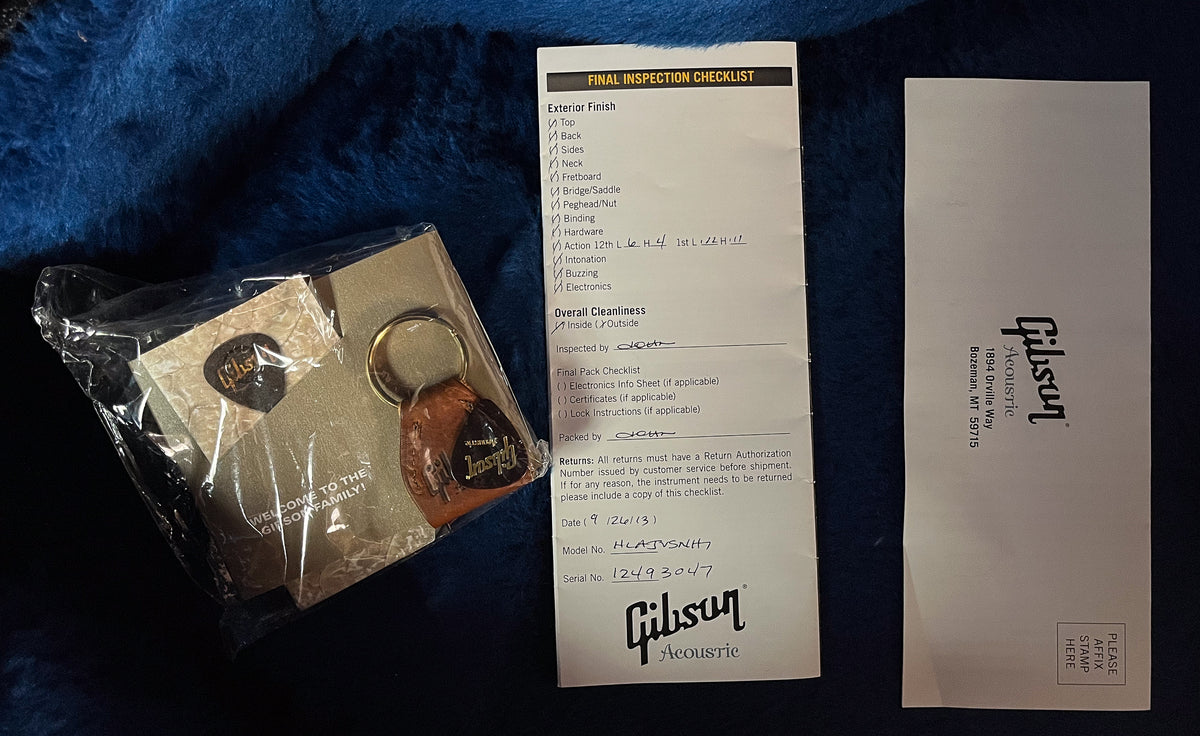 Gibson
WELCOME TO THE
GIBSON FAMILY!
Gibson
FINAL INSPECTION CHECKLIST
Exterior Finish
(✓) Top
(✓) Back
(✓) Sides
(✓) Neck
(✓) Fretboard
(✓) Bridge/Saddle
(✓) Peghead/Nut
(✓) Binding
(✓) Hardware
(✓) Action 12th L 6 H 4 1st L .12 H .11
(✓) Intonation
(✓) Buzzing
(✓) Electronics
Overall Cleanliness
(✓) Inside (✓) Outside
Inspected by
Final Pack Checklist
( ) Electronics Info Sheet (if applicable)
( ) Certificates (if applicable)
( ) Lock Instructions (if applicable)
Packed by
Returns: All returns must have a Return Authorization
Number issued by customer service before shipment.
If for any reason, the instrument needs to be returned
please include a copy of this checklist.
Date ( 9 /26/13 )
Model No. HLAJVSNH7
Serial No. 12493047
Gibson®
Acoustic
Gibson®
Acoustic
1894 Orville Way
Bozeman, MT 59715
PLEASE
AFFIX
STAMP
HERE